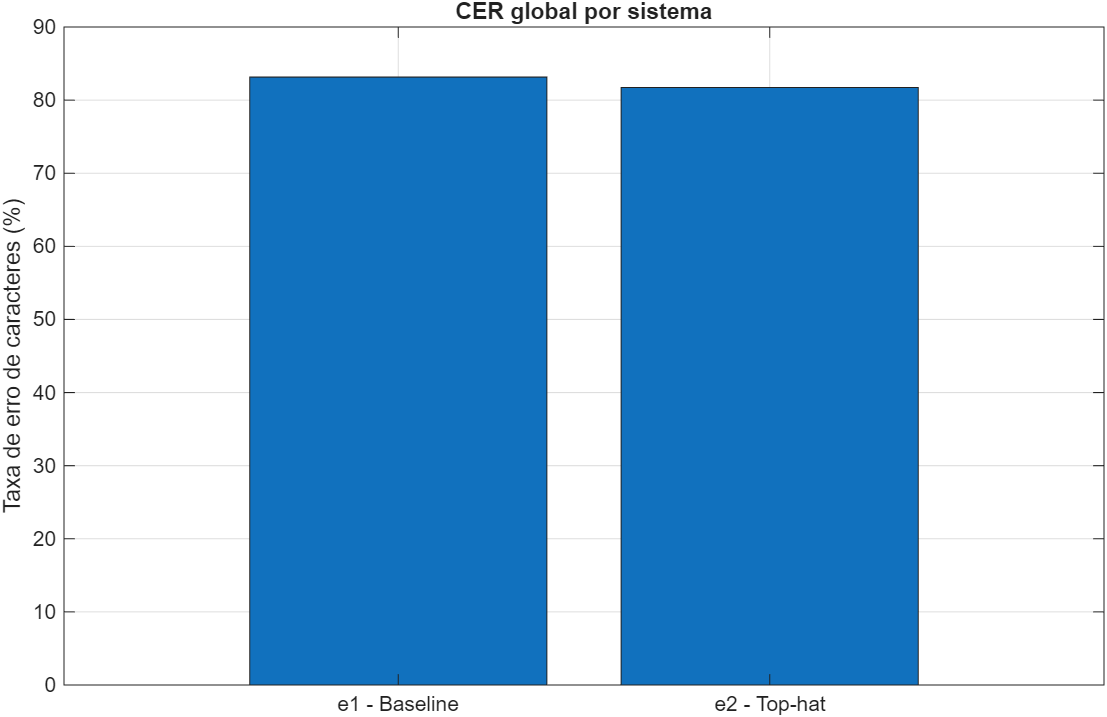 CER global por sistema
Taxa de erro de caracteres (%)
90
80
70
60
50
40
30
20
10
0
e1 - Baseline
e2 - Top-hat